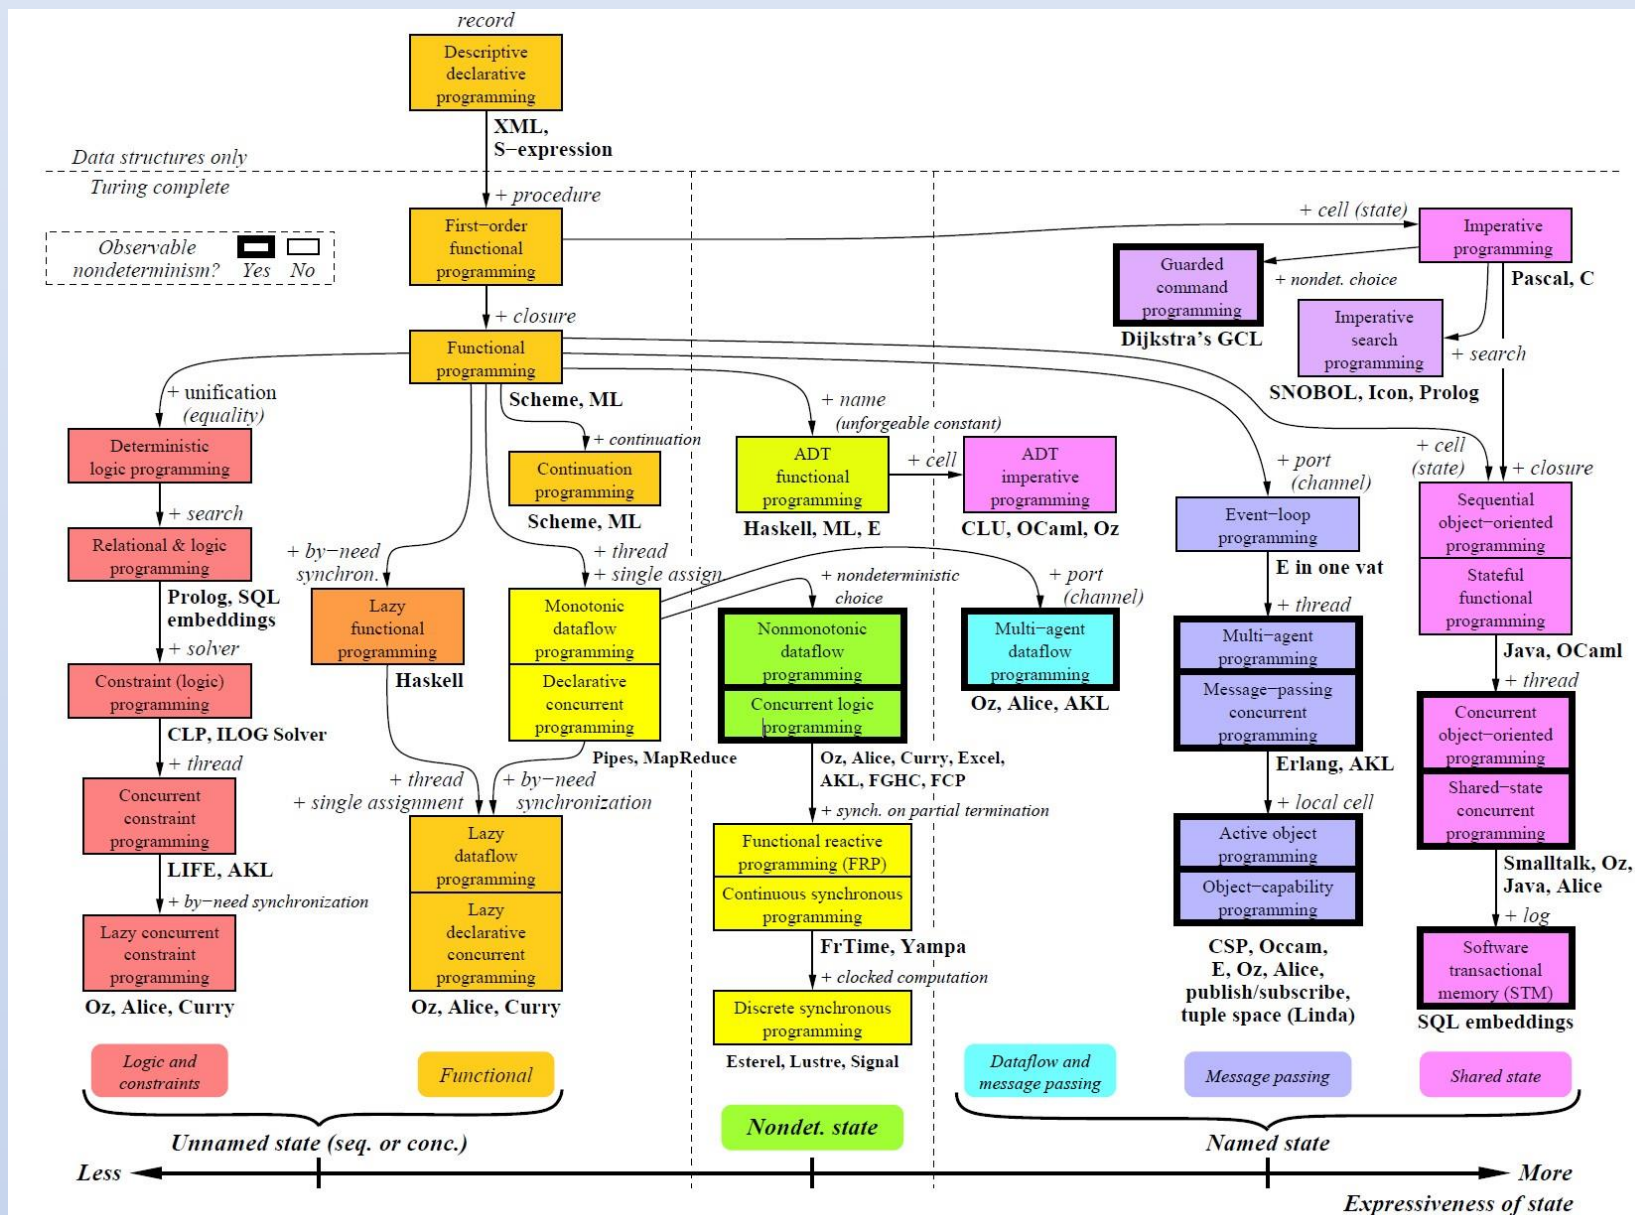 record
Descriptive
declarative
programming
XML,
S−expression
Data structures only
Turing complete
+ procedure
Observable
nondeterminism?
Yes
No
First−order
functional
programming
+ cell (state)
Imperative
programming
Pascal, C
Guarded
command
programming
+ nondet. choice
Dijkstra's GCL
Imperative
search
programming
+ search
SNOBOL, Icon, Prolog
+ closure
Functional
programming
Scheme, ML
+ unification
(equality)
Deterministic
logic programming
+ search
Relational & logic
programming
Prolog, SQL
embeddings
+ solver
Constraint (logic)
programming
CLP, ILOG Solver
+ thread
Concurrent
constraint
programming
LIFE, AKL
+ by−need synchronization
Lazy concurrent
constraint
programming
Oz, Alice, Curry
+ continuation
Continuation
programming
Scheme, ML
+ by−need
synchron.
Lazy
functional
programming
Haskell
+ thread
+ single assign.
Monotonic
dataflow
programming
Declarative
concurrent
programming
Pipes, MapReduce
+ thread
+ single assignment
+ by−need
synchronization
Lazy
dataflow
programming
Lazy
declarative
concurrent
programming
Oz, Alice, Curry
+ name
(unforgeable constant)
ADT
functional
programming
Haskell, ML, E
+ cell
ADT
imperative
programming
CLU, OCaml, Oz
+ nondeterministic
choice
Nonmonotonic
dataflow
programming
Concurrent logic
programming
Oz, Alice, Curry, Excel,
AKL, FGHC, FCP
+ synch. on partial termination
Functional reactive
programming (FRP)
Continuous synchronous
programming
FrTime, Yampa
+ clocked computation
Discrete synchronous
programming
Esterel, Lustre, Signal
+ port
(channel)
Multi−agent
dataflow
programming
Oz, Alice, AKL
+ port
(channel)
Event−loop
programming
E in one vat
+ thread
Multi−agent
programming
Message−passing
concurrent
programming
Erlang, AKL
+ local cell
Active object
programming
Object−capability
programming
CSP, Occam,
E, Oz, Alice,
publish/subscribe,
tuple space (Linda)
+ cell
(state)
+ closure
Sequential
object−oriented
programming
Stateful
functional
programming
Java, OCaml
+ thread
Concurrent
object−oriented
programming
Shared−state
concurrent
programming
Smalltalk, Oz,
Java, Alice
+ log
Software
transactional
memory (STM)
SQL embeddings
Logic and
constraints
Functional
Nondet. state
Dataflow and
message passing
Message passing
Shared state
Unnamed state (seq. or conc.)
Named state
Less
More
Expressiveness of state